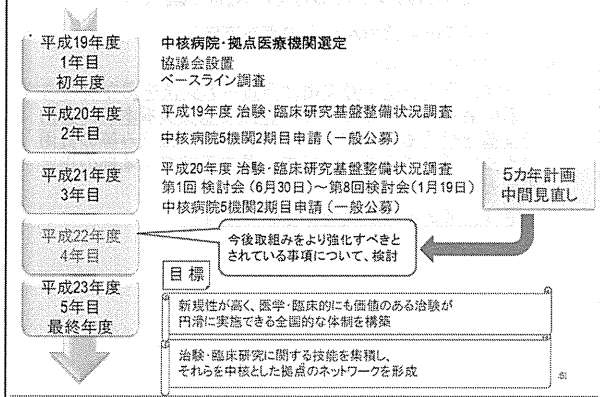 平成19年度
1年目
初年度
中核病院・拠点医療機関選定
協議会設置
ベースライン調査
平成20年度
2年目
平成19年度 治験・臨床研究基盤整備状況調査
中核病院5機関2期目申請(一般公募)
平成21年度
3年目
平成20年度 治験・臨床研究基盤整備状況調査
第1回 検討会(6月30日)~第8回検討会(1月19日)
中核病院5機関2期目申請(一般公募)
5カ年計画
中間見直し
平成22年度
4年目
今後取組みをより強化すべきと
されている事項について、検討
平成23年度
5年目
最終年度
目標
新規性が高く、医学・臨床的にも価値のある治験が
円滑に実施できる全国的な体制を構築
治験・臨床研究に関する技能を集積し、
それらを中核とした拠点のネットワークを形成